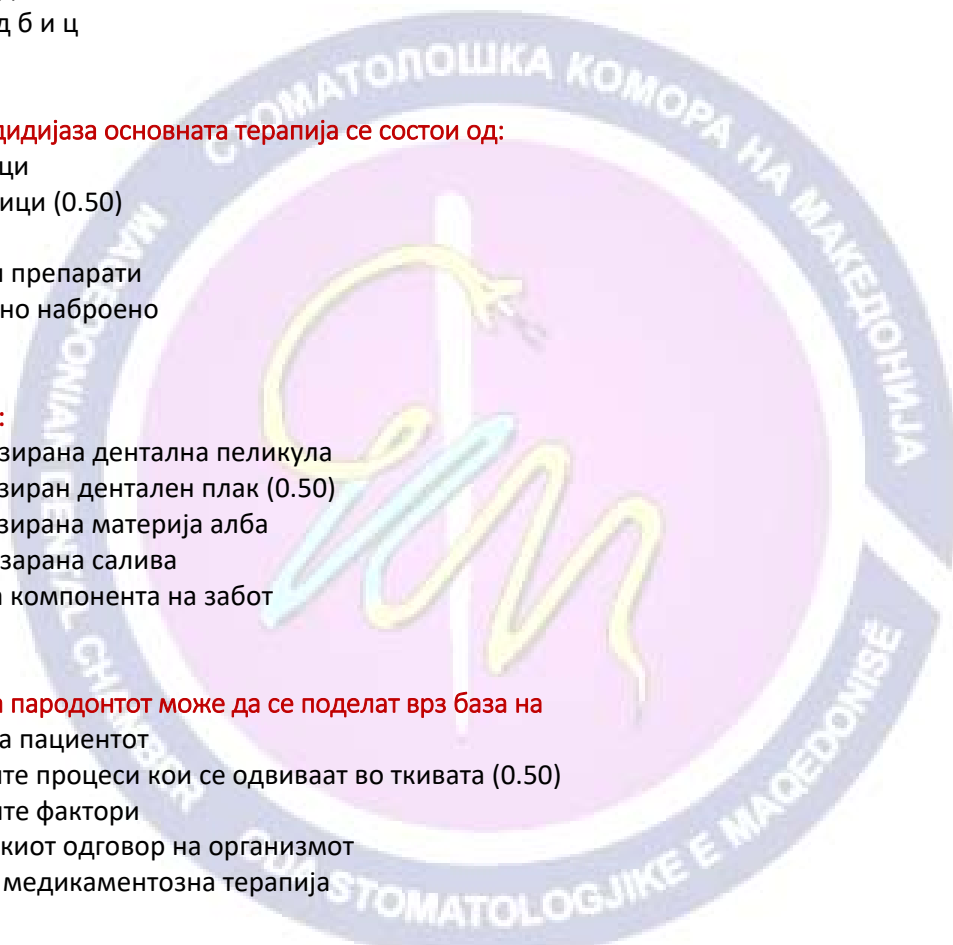 д б и ц
дидијаза основната терапија се состои од:
ци
ици (0.50)
и препарати
но наброено
:
зирана дентална пеликула
зиран дентален плак (0.50)
зирана материја алба
зарана салива
а компонента на забот
а пародонтот може да се поделат врз база на
а пациентот
те процеси кои се одвиваат во ткивата (0.50)
те фактори
киот одговор на организмот
медикаментозна терапија
СТОМАТОЛОШКА КОМОРА НА МАКЕДОНИЈА
MACEDONIAN DENTAL CHAMBER
ODA STOMATOLOGJIKE E MAQEDONISË